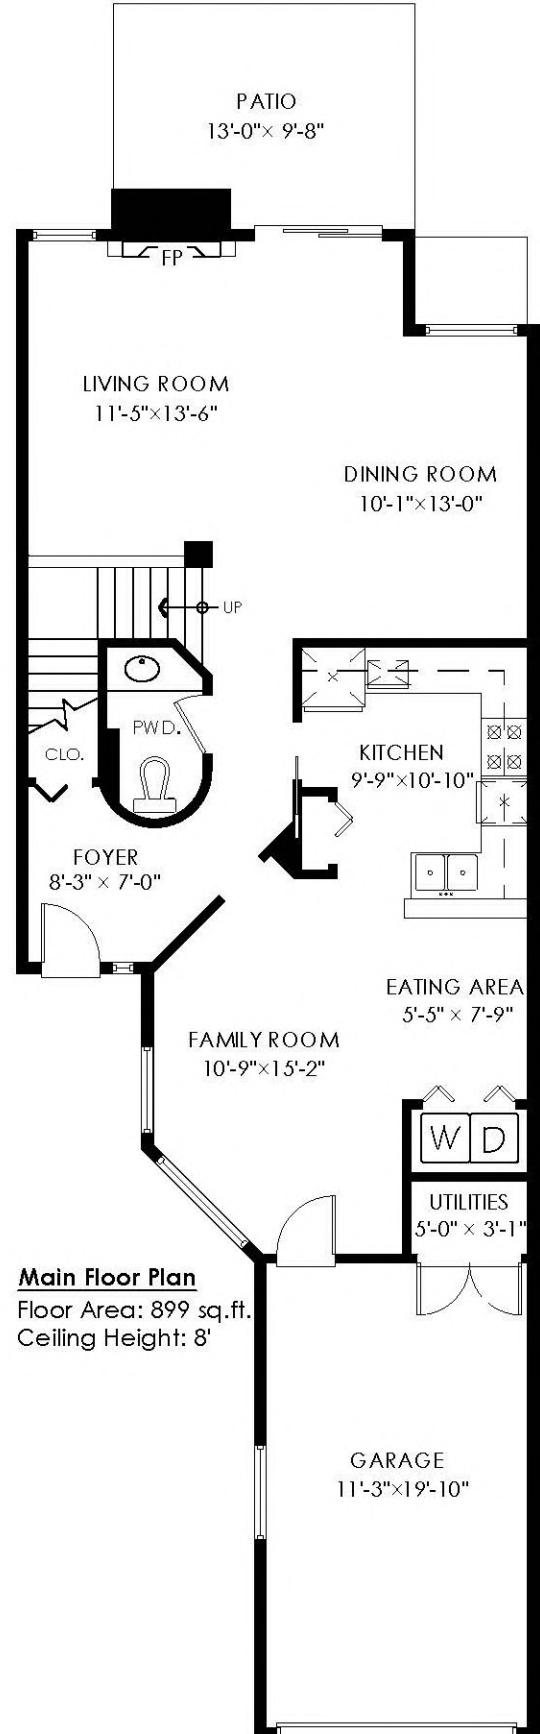 PATIO
13'-0"× 9'-8"
FP
LIVING ROOM
11'-5"×13'-6"
DINING ROOM
10'-1"×13'-0"
UP
PWD.
CLO.
KITCHEN
9'-9"×10'-10"
FOYER
8'-3" × 7'-0"
EATING AREA
5'-5" × 7'-9"
FAMILY ROOM
10'-9"×15'-2"
W D
UTILITIES
5'-0" × 3'-1"
Main Floor Plan
Floor Area: 899 sq.ft.
Ceiling Height: 8'
GARAGE
11'-3"×19'-10"